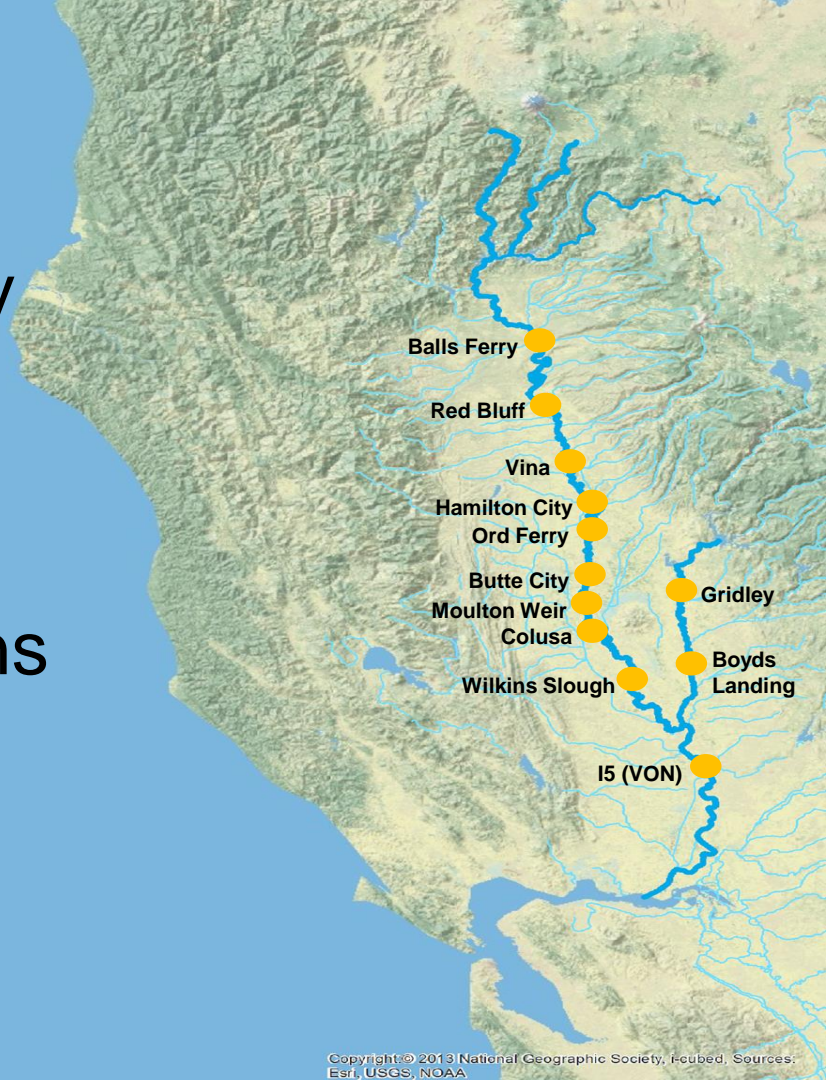 y
Balls Ferry
Red Bluff
Vina
Hamilton City
Ord Ferry
Butte City
Gridley
Moulton Weir
Colusa
ns
Boyds
Landing
Wilkins Slough
I5 (VON)
Copyright:© 2013 National Geographic Society, i-cubed, Sources:
Esri, USGS, NOAA